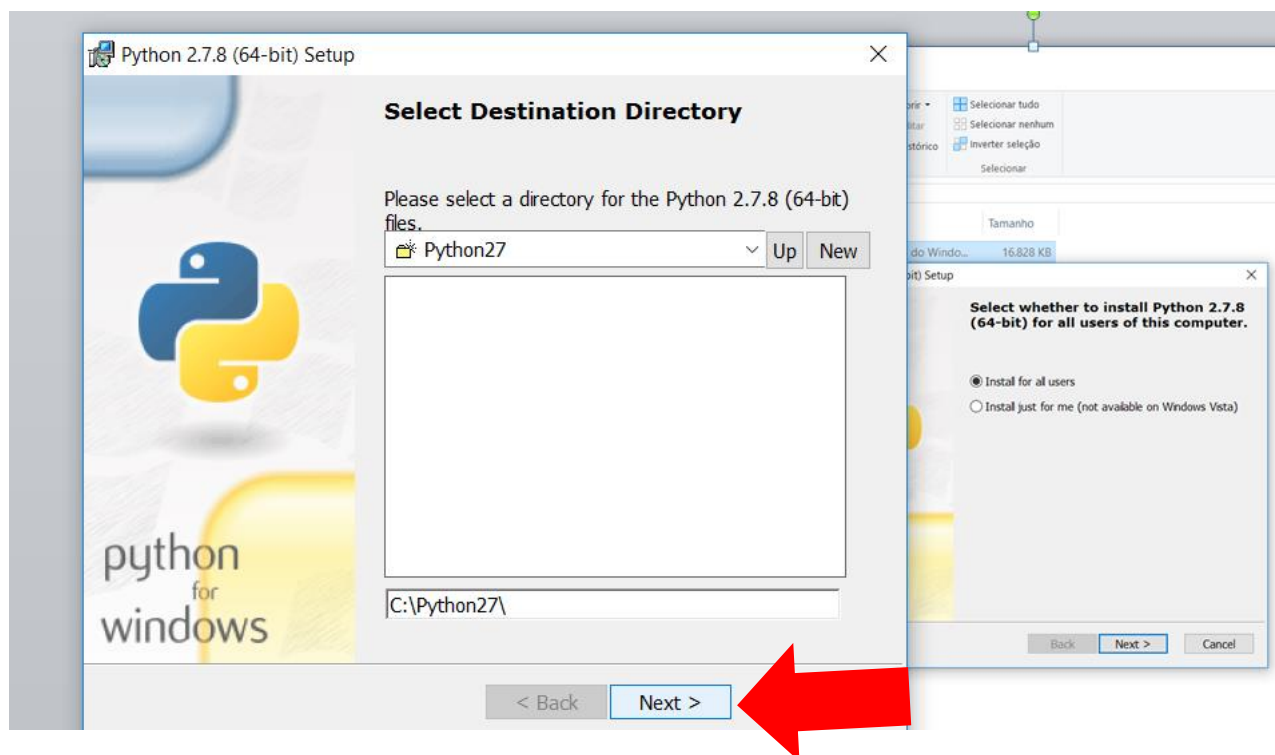 Python 2.7.8 (64-bit) Setup
Select Destination Directory
Please select a directory for the Python 2.7.8 (64-bit)
files.
Python27
Up
New
C:\Python27\
python
for
windows
< Back
Next >
Selecionar tudo
Selecionar nenhum
Inverter seleção
Selecionar
Tamanho
do Windo...
16.828 KB
Setup
Select whether to install Python 2.7.8
(64-bit) for all users of this computer.
Install for all users
Install just for me (not available on Windows Vista)
Back
Next >
Cancel